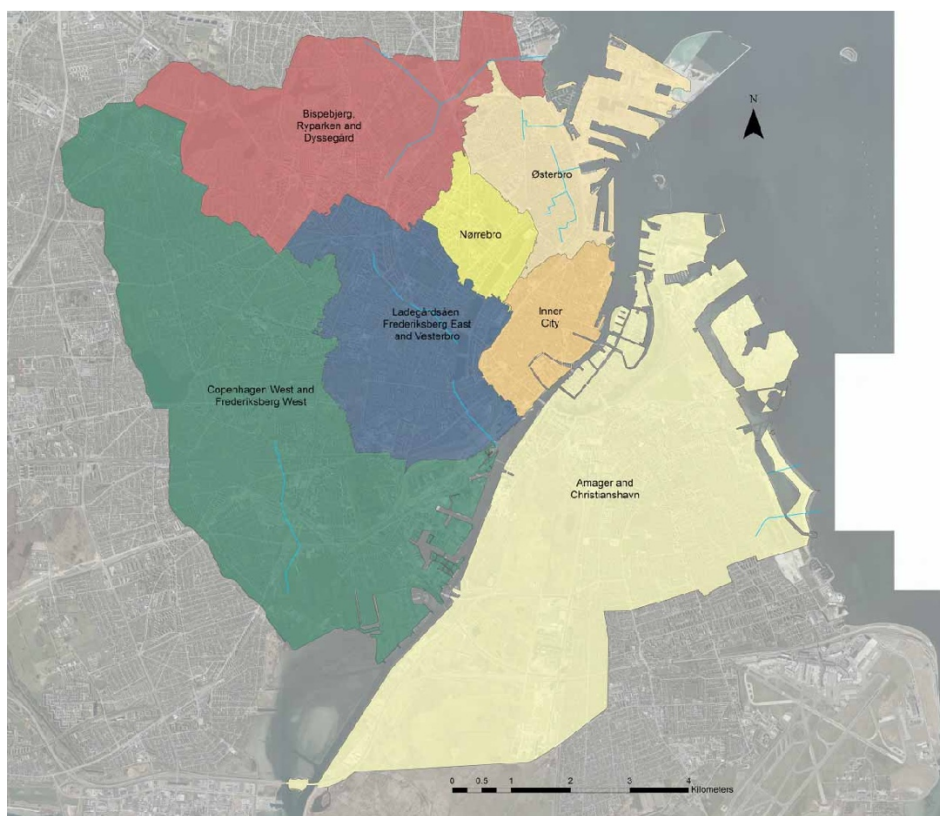 N
Bispebjerg,
Ryparken and
Dyssegård
Østerbro
Nørrebro
Ladegårdsåen
Frederiksberg East
and Vesterbro
Inner
City
Copenhagen West and
Frederiksberg West
Amager and
Christianshavn
0 0.5 1 2 3 4
Kilometers